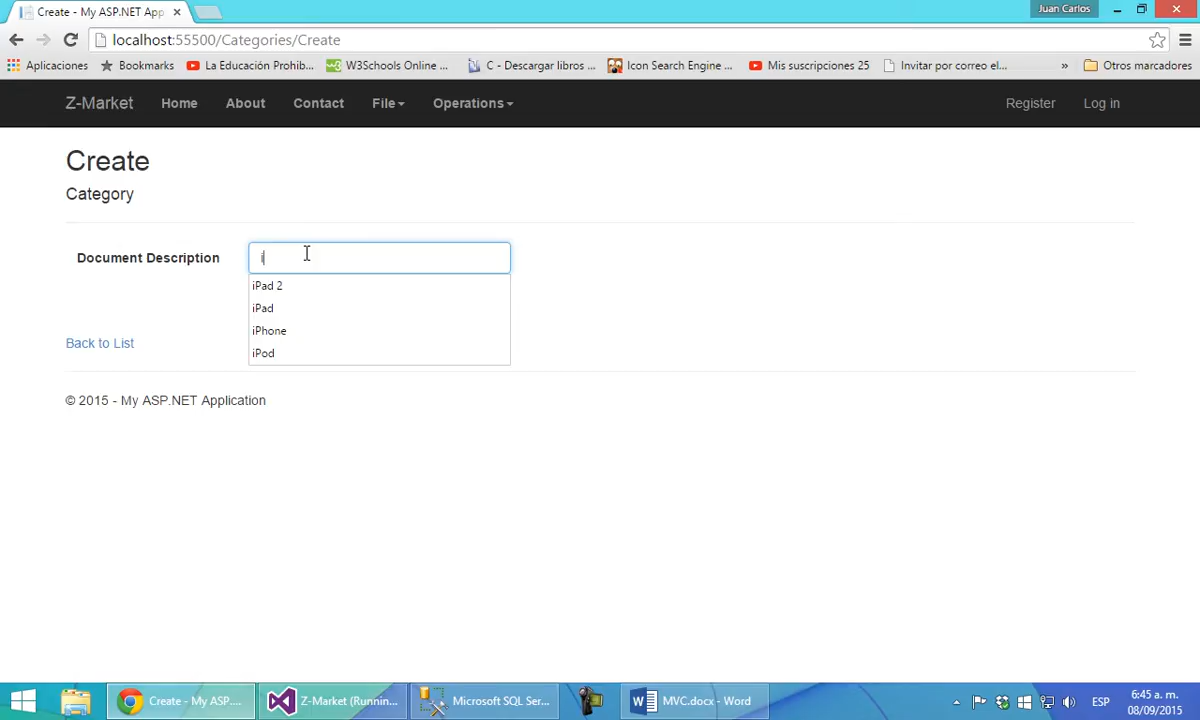 Create - My ASP.NET App
Juan Carlos
localhost:55500/Categories/Create
Aplicaciones Bookmarks La Educación Prohib... W3Schools Online ... C - Descargar libros ... Icon Search Engine ... Mis suscripciones 25 Invitar por correo el... » Otros marcadores
Z-Market Home About Contact File Operations Register Log in
Create
Category
Document Description i
iPad 2
iPad
iPhone
iPod
Back to List
© 2015 - My ASP.NET Application
Create - My ASP.... Z-Market (Runnin... Microsoft SQL Ser... MVC.docx - Word ESP 6:45 a. m.
08/09/2015